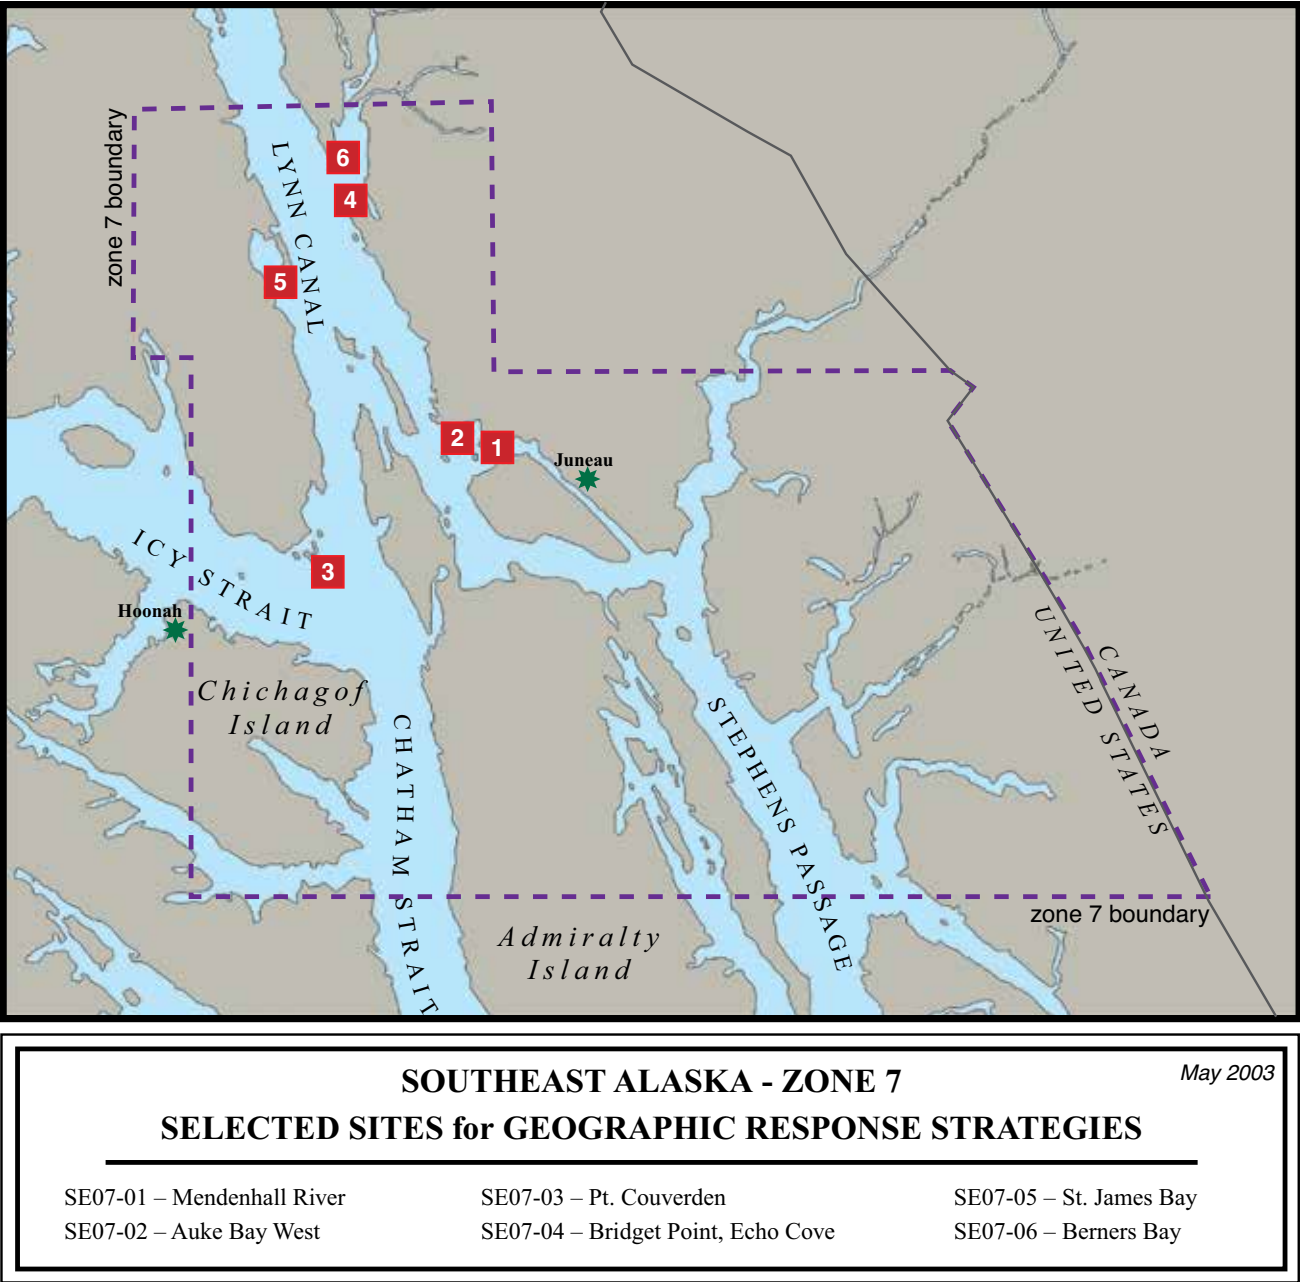 zone 7 boundary
LYNN CANAL
6
4
5
2
1
Juneau
3
ICY STRAIT
Hoonah
Chichagof
Island
CHATHAM STRAIT
STEPHENS PASSAGE
CANADA
UNITED STATES
zone 7 boundary
Admiralty
Island
SOUTHEAST ALASKA - ZONE 7
May 2003
SELECTED SITES for GEOGRAPHIC RESPONSE STRATEGIES
SE07-01 – Mendenhall River
SE07-03 – Pt. Couverden
SE07-05 – St. James Bay
SE07-02 – Auke Bay West
SE07-04 – Bridget Point, Echo Cove
SE07-06 – Berners Bay